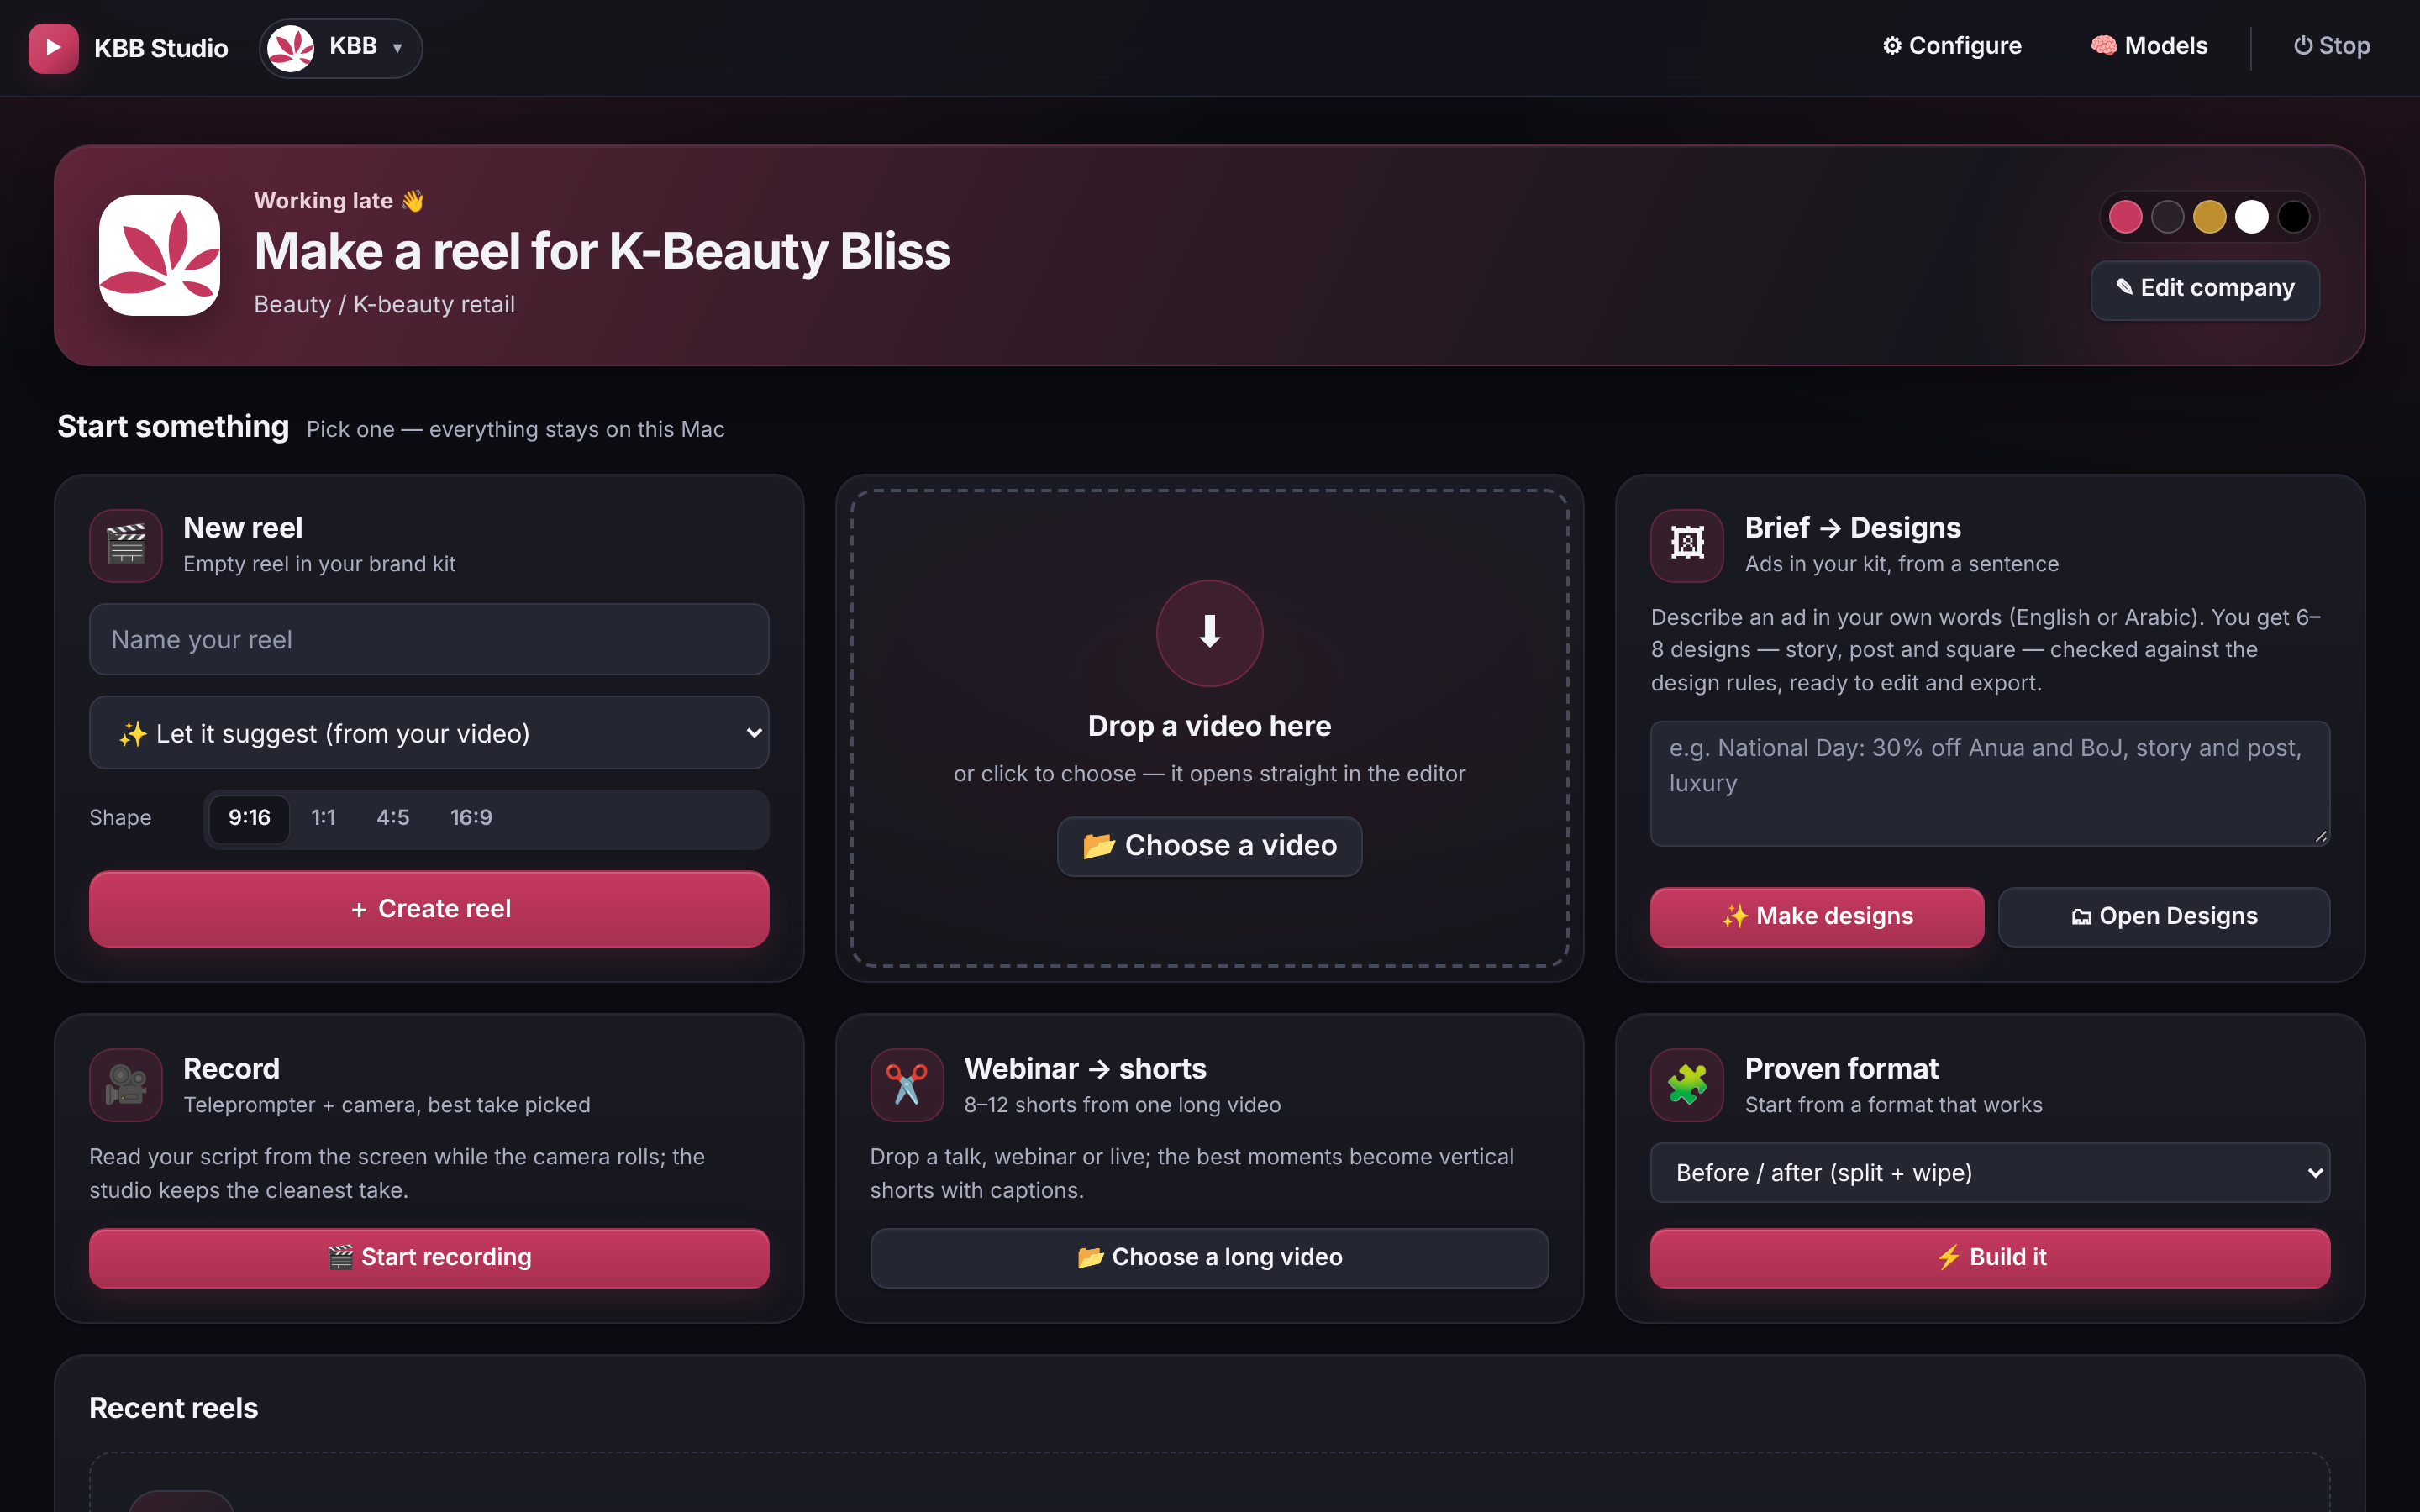 KBB Studio
KBB ▾
⚙ Configure
🧠 Models
⏻ Stop
Working late 👋
Make a reel for K-Beauty Bliss
Beauty / K-beauty retail
✎ Edit company
Start something
Pick one — everything stays on this Mac
New reel
Empty reel in your brand kit
Name your reel
✨ Let it suggest (from your video)
Shape
9:16
1:1
4:5
16:9
+ Create reel
Drop a video here
or click to choose — it opens straight in the editor
📂 Choose a video
Brief → Designs
Ads in your kit, from a sentence
Describe an ad in your own words (English or Arabic). You get 6–
8 designs — story, post and square — checked against the
design rules, ready to edit and export.
e.g. National Day: 30% off Anua and BoJ, story and post,
luxury
✨ Make designs
🗂 Open Designs
Record
Teleprompter + camera, best take picked
Read your script from the screen while the camera rolls; the
studio keeps the cleanest take.
🎬 Start recording
Webinar → shorts
8–12 shorts from one long video
Drop a talk, webinar or live; the best moments become vertical
shorts with captions.
📂 Choose a long video
Proven format
Start from a format that works
Before / after (split + wipe)
⚡ Build it
Recent reels